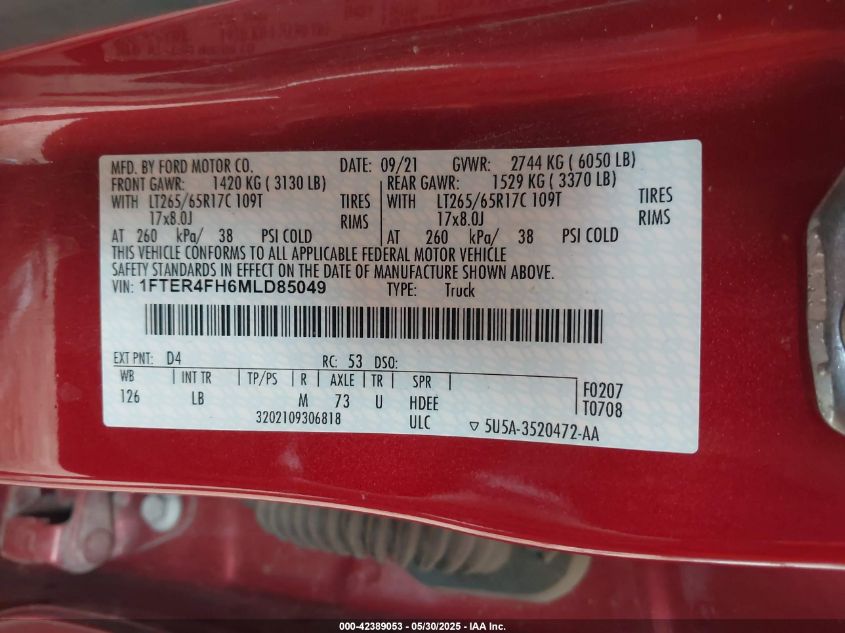 MFD. BY FORD MOTOR CO. DATE: 09/21 GVWR: 2744 KG ( 6050 LB)
FRONT GAWR: 1420 KG ( 3130 LB) REAR GAWR: 1529 KG ( 3370 LB)
WITH LT265/65R17C 109T TIRES WITH LT265/65R17C 109T TIRES
17x8.0J RIMS 17x8.0J RIMS
AT 260 kPa/ 38 PSI COLD AT 260 kPa/ 38 PSI COLD
THIS VEHICLE CONFORMS TO ALL APPLICABLE FEDERAL MOTOR VEHICLE
SAFETY STANDARDS IN EFFECT ON THE DATE OF MANUFACTURE SHOWN ABOVE.
VIN: 1FTER4FH6MLD85049 TYPE: Truck
EXT PNT: D4 RC: 53 DSO:
WB INT TR TP/PS R AXLE TR SPR F0207
126 LB M 73 U HDEE T0708
3202109306818 ULC ▽ 5U5A-3520472-AA
000-42389053 - 05/30/2025 - IAA Inc.